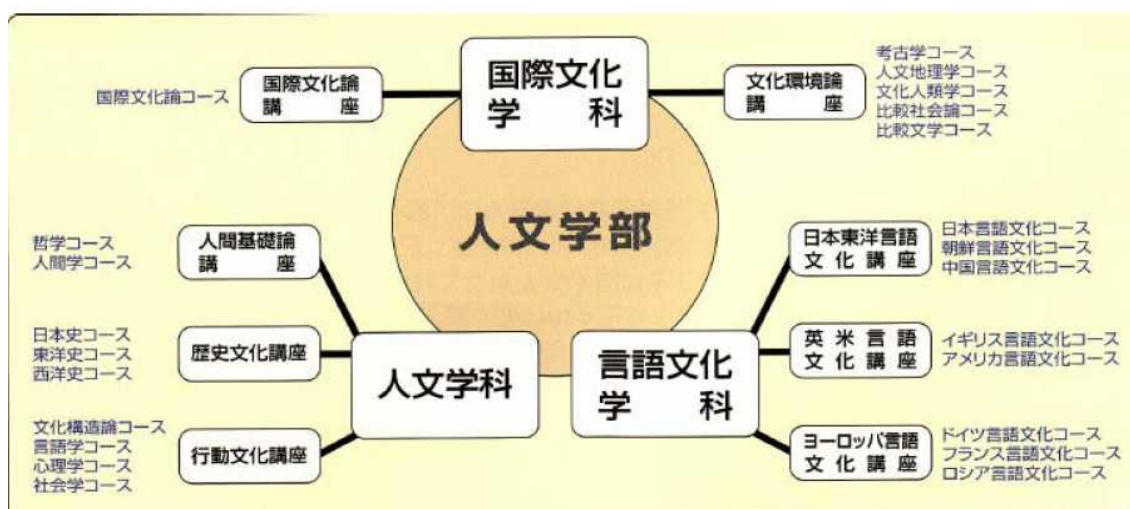 国際文化論コース
国際文化論
講座
国際文化
学科
文化環境論
講座
考古学コース
人文地理学コース
文化人類学コース
比較社会論コース
比較文学コース
人文学部
哲学コース
人間学コース
人間基礎論
講座
日本史コース
東洋史コース
西洋史コース
歴史文化講座
文化構造論コース
言語学コース
心理学コース
社会学コース
行動文化講座
人文学科
言語文化
学科
日本東洋言語
文化講座
日本言語文化コース
朝鮮言語文化コース
中国言語文化コース
英米言語
文化講座
イギリス言語文化コース
アメリカ言語文化コース
ヨーロッパ言語
文化講座
ドイツ言語文化コース
フランス言語文化コース
ロシア言語文化コース